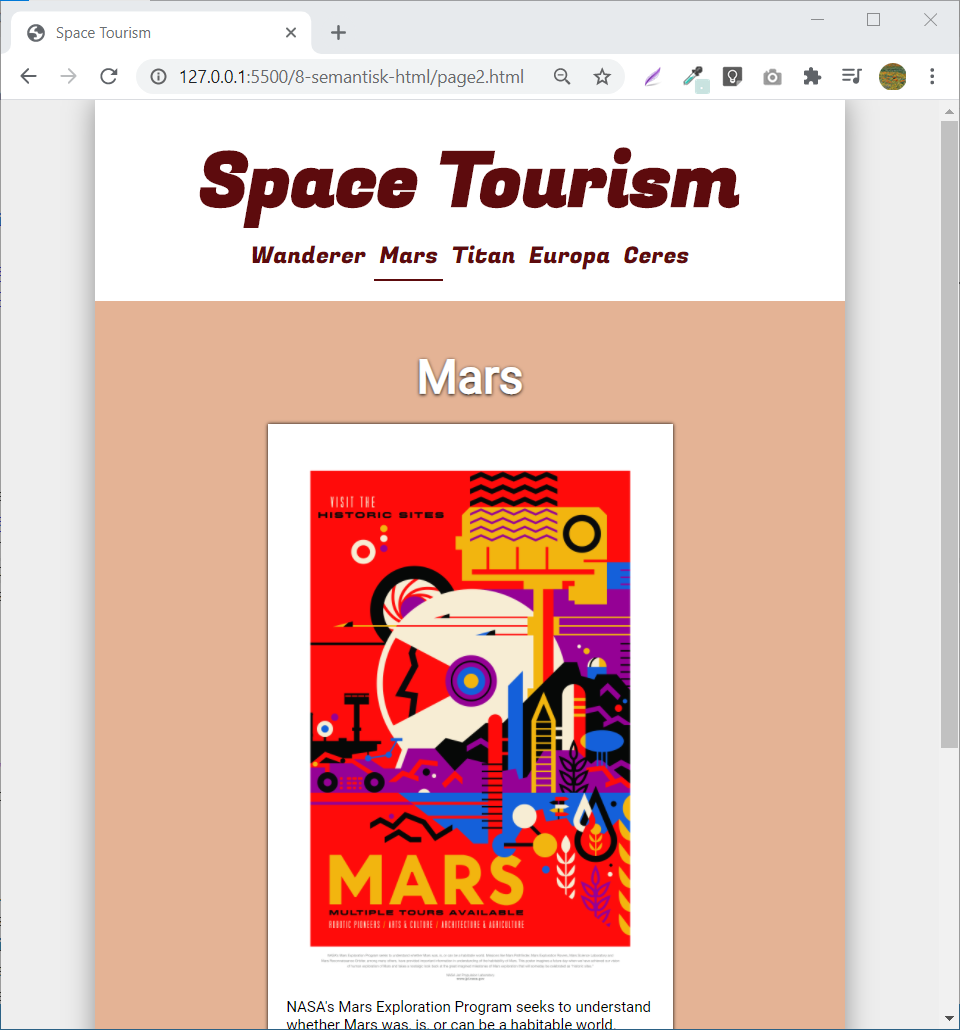 Space Tourism
127.0.0.1:5500/8-semantisk-html/page2.html
Space Tourism
Wanderer Mars Titan Europa Ceres
Mars
VISIT THE
HISTORIC SITES
MARS
MULTIPLE TOURS AVAILABLE
ROBOTIC PIONEERS / ARTS & CULTURE / ARCHITECTURE & AGRICULTURE
NASA's Mars Exploration Program seeks to understand
whether Mars was, is, or can be a habitable world.